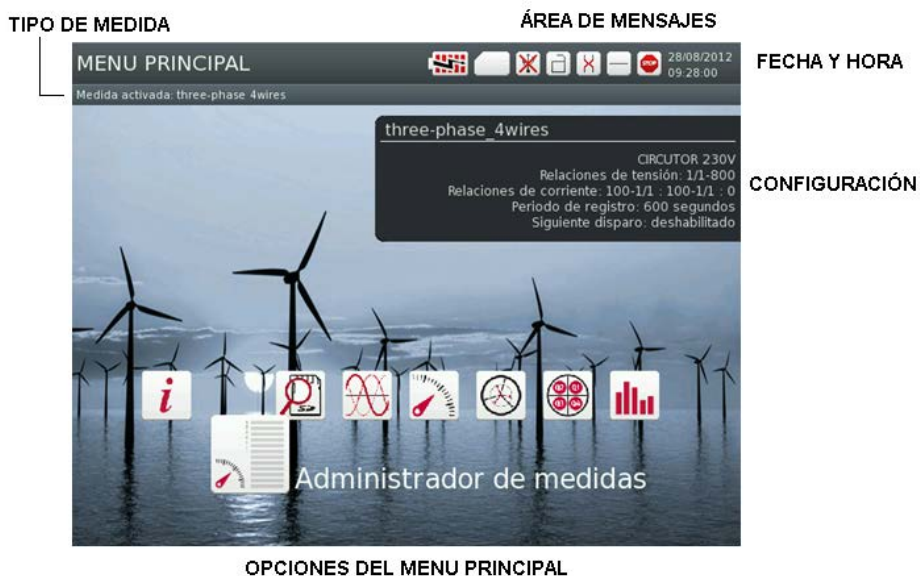 TIPO DE MEDIDA
ÁREA DE MENSAJES
MENU PRINCIPAL
STOP
28/08/2012
09:28:00
FECHA Y HORA
Medida activada: three-phase 4wires
three-phase_4wires
CIRCUTOR 230V
Relaciones de tensión: 1/1-800
Relaciones de corriente: 100-1/1 : 100-1/1 : 0
Periodo de registro: 600 segundos
Siguiente disparo: deshabilitado
CONFIGURACIÓN
i
SD
Administrador de medidas
OPCIONES DEL MENU PRINCIPAL